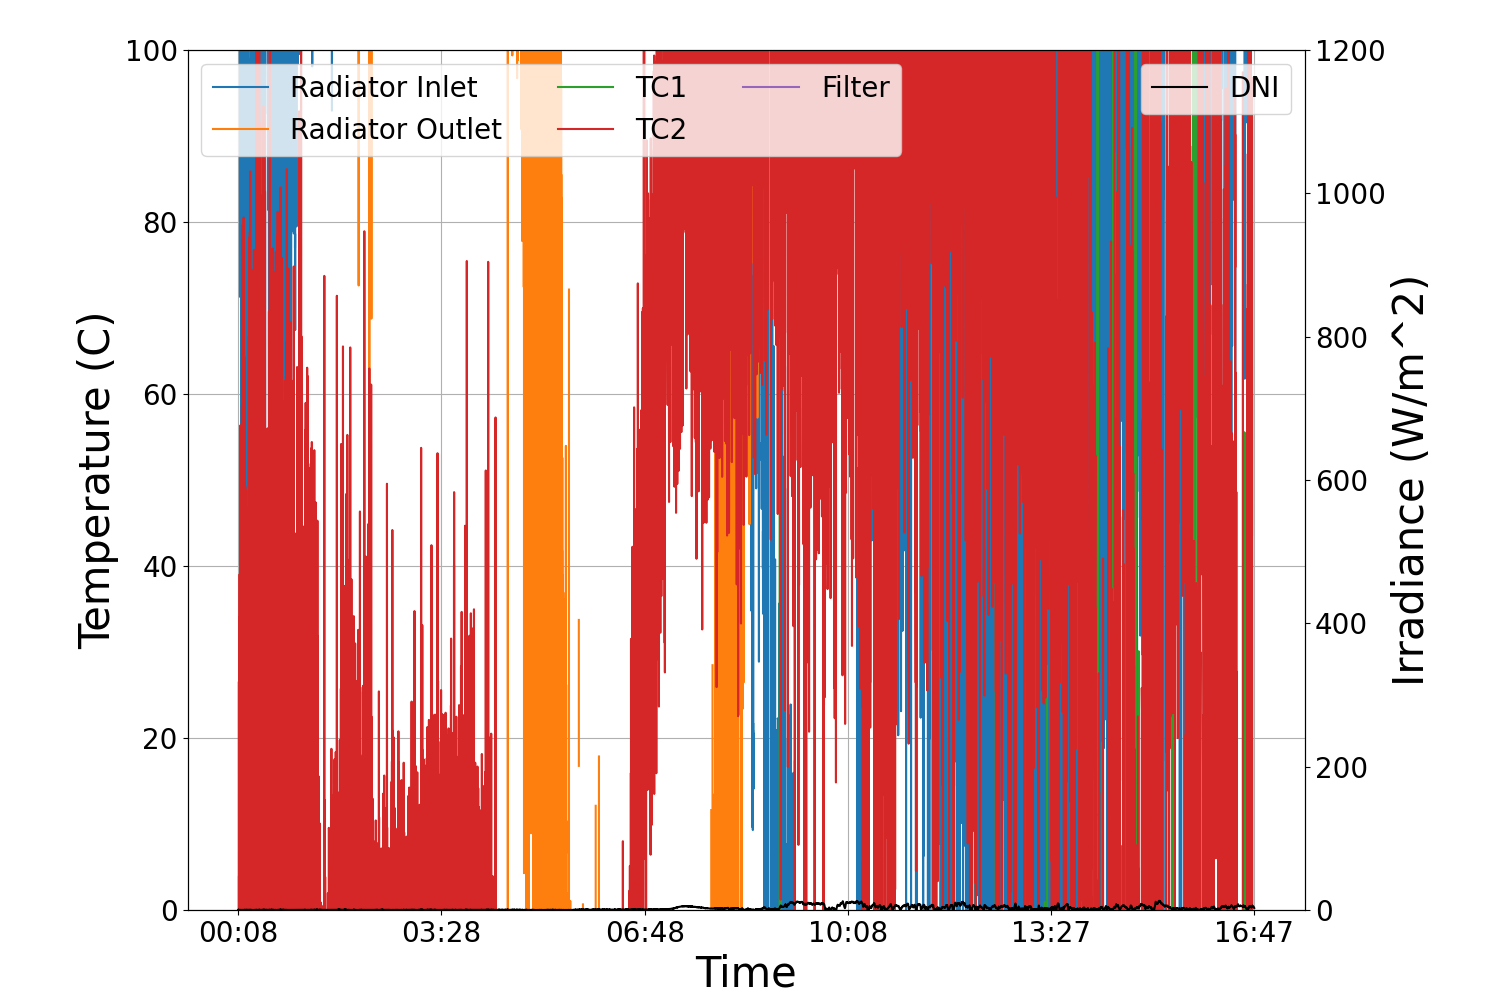 100
80
60
40
20
0
Temperature (C)
Radiator Inlet
Radiator Outlet
TC1
TC2
Filter
DNI
1200
1000
800
600
400
200
0
Irradiance (W/m^2)
00:08
03:28
06:48
10:08
13:27
16:47
Time